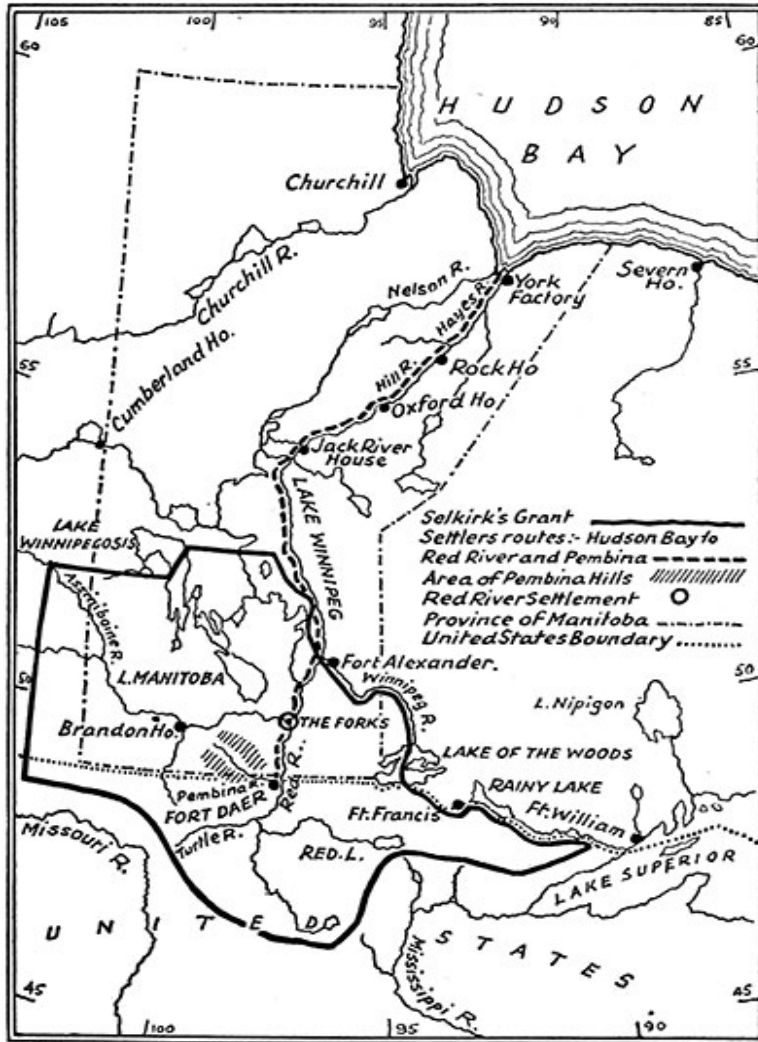 105 100 95 90 85
60
60
HUDSON
BAY
Churchill
Churchill R.
Nelson R.
Hayes R.
York
Factory
Severn
Ho.
55
55
Cumberland Ho.
Hill R.
Rock Ho
Oxford Ho.
Jack River
House
LAKE WINNIPEG
LAKE
WINNIPEGOSIS
Selkirk's Grant
Settlers routes:- Hudson Bay to
Red River and Pembina
Area of Pembina Hills
Red River Settlement
Province of Manitoba
United States Boundary
Assiniboine R.
L. MANITOBA
Fort Alexander.
Winnipeg R.
50
50
L. Nipigon
Brandon Ho.
THE FORKS
Red R.
LAKE OF THE WOODS
Pembina R.
FORT DAER
RAINY LAKE
Ft. Francis
Ft. William
Turtle R.
Missouri R.
RED. L.
LAKE SUPERIOR
UNITED
STATES
Mississippi R.
45
45
100 95 90